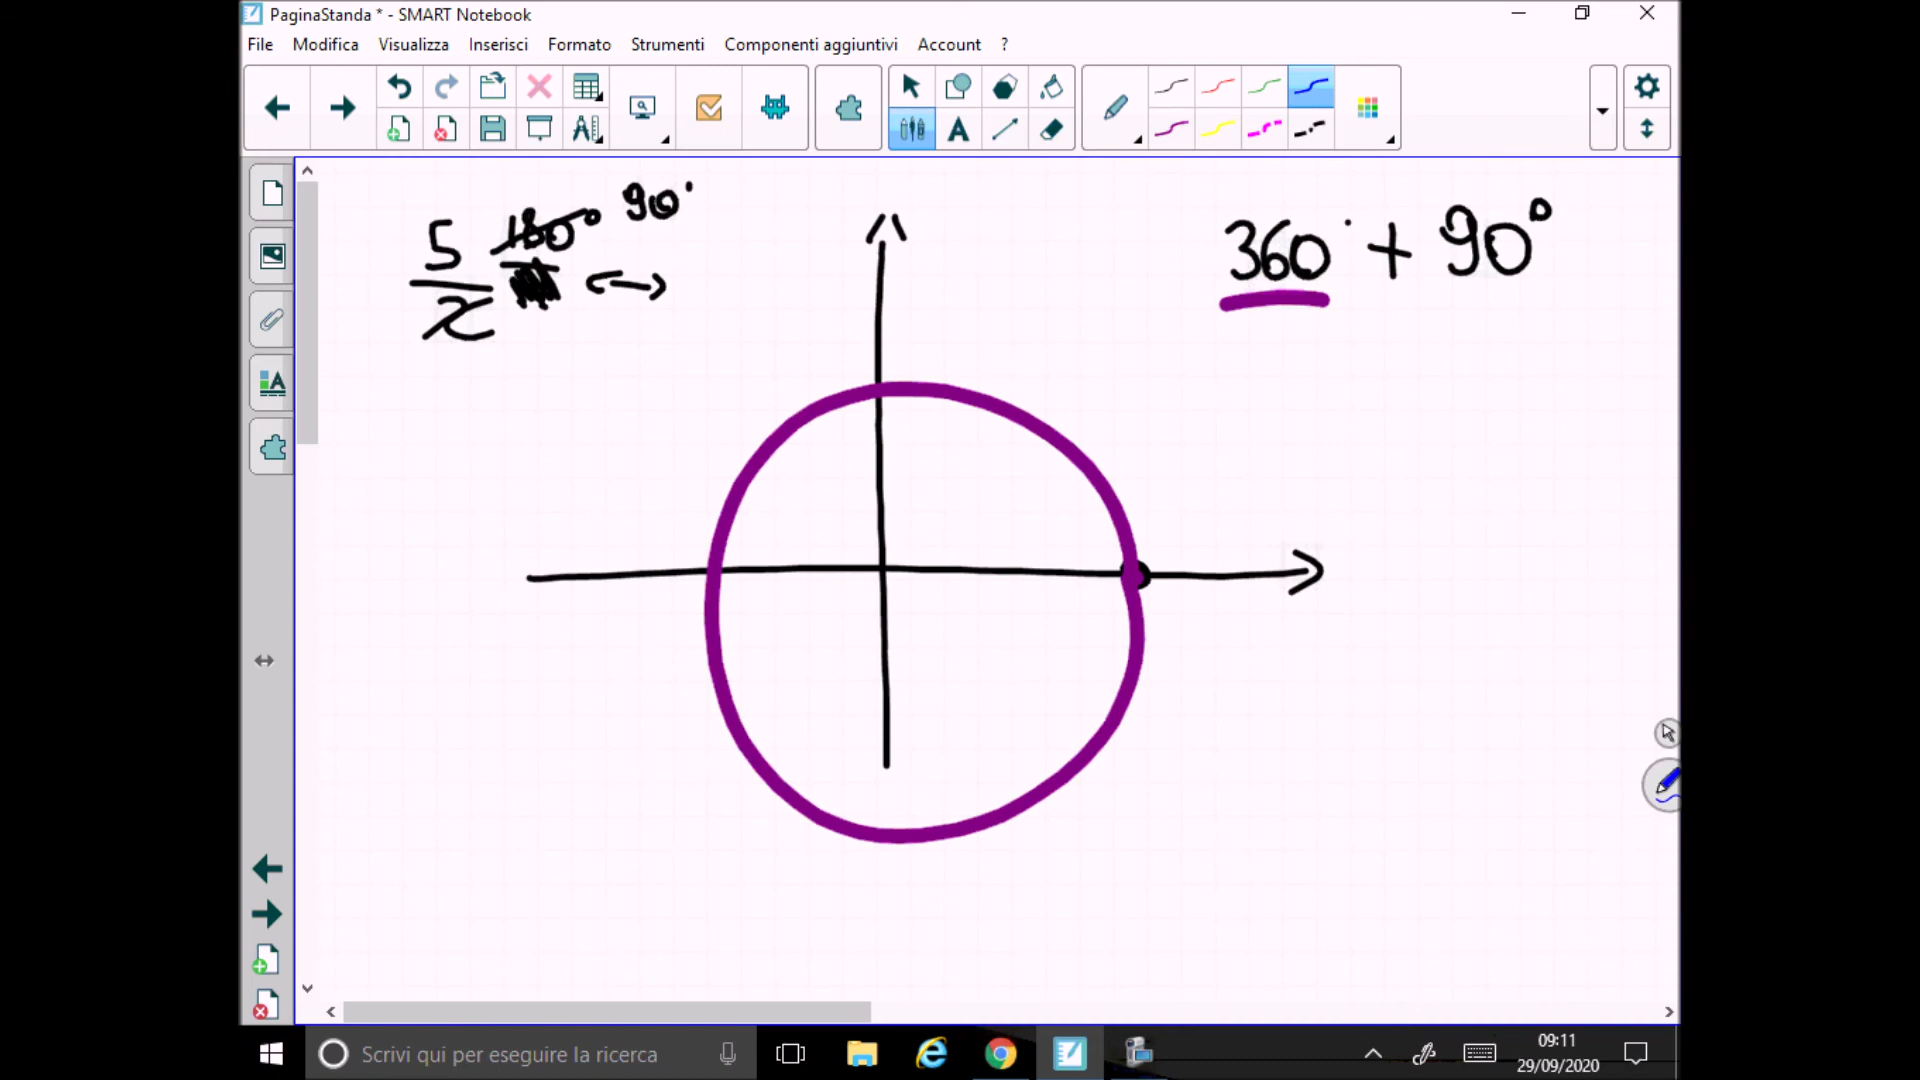 PaginaStanda * - SMART Notebook
File Modifica Visualizza Inserisci Formato Strumenti Componenti aggiuntivi Account ?
90°
5 180°
2
360° + 90°
Scrivi qui per eseguire la ricerca
09:11
29/09/2020